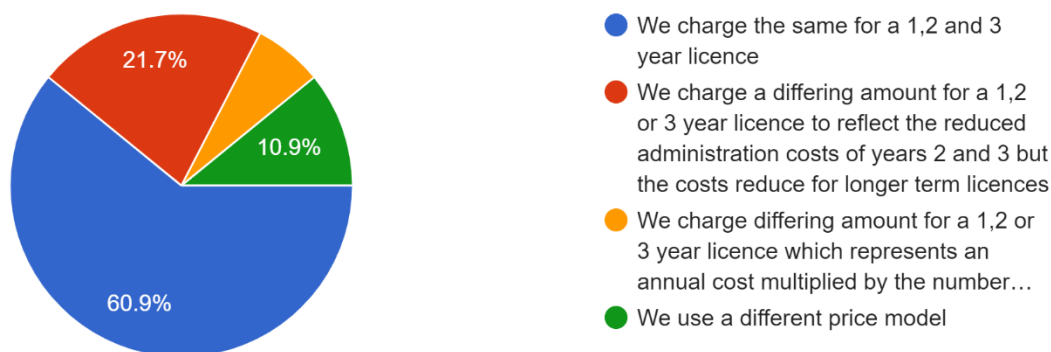 21.7%
10.9%
60.9%
We charge the same for a 1,2 and 3
year licence
We charge a differing amount for a 1,2
or 3 year licence to reflect the reduced
administration costs of years 2 and 3 but
the costs reduce for longer term licences
We charge differing amount for a 1,2 or
3 year licence which represents an
annual cost multiplied by the number…
We use a different price model